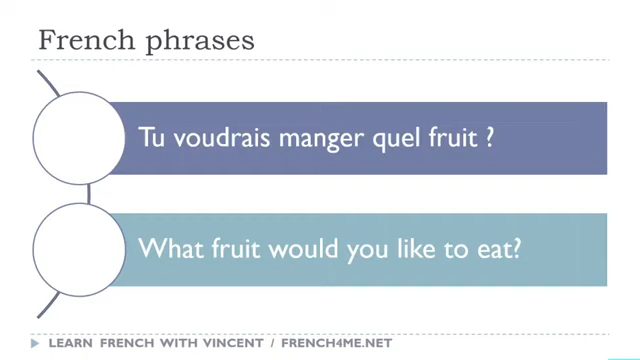 French phrases
Tu voudrais manger quel fruit ?
What fruit would you like to eat?
LEARN FRENCH WITH VINCENT / FRENCH4ME.NET